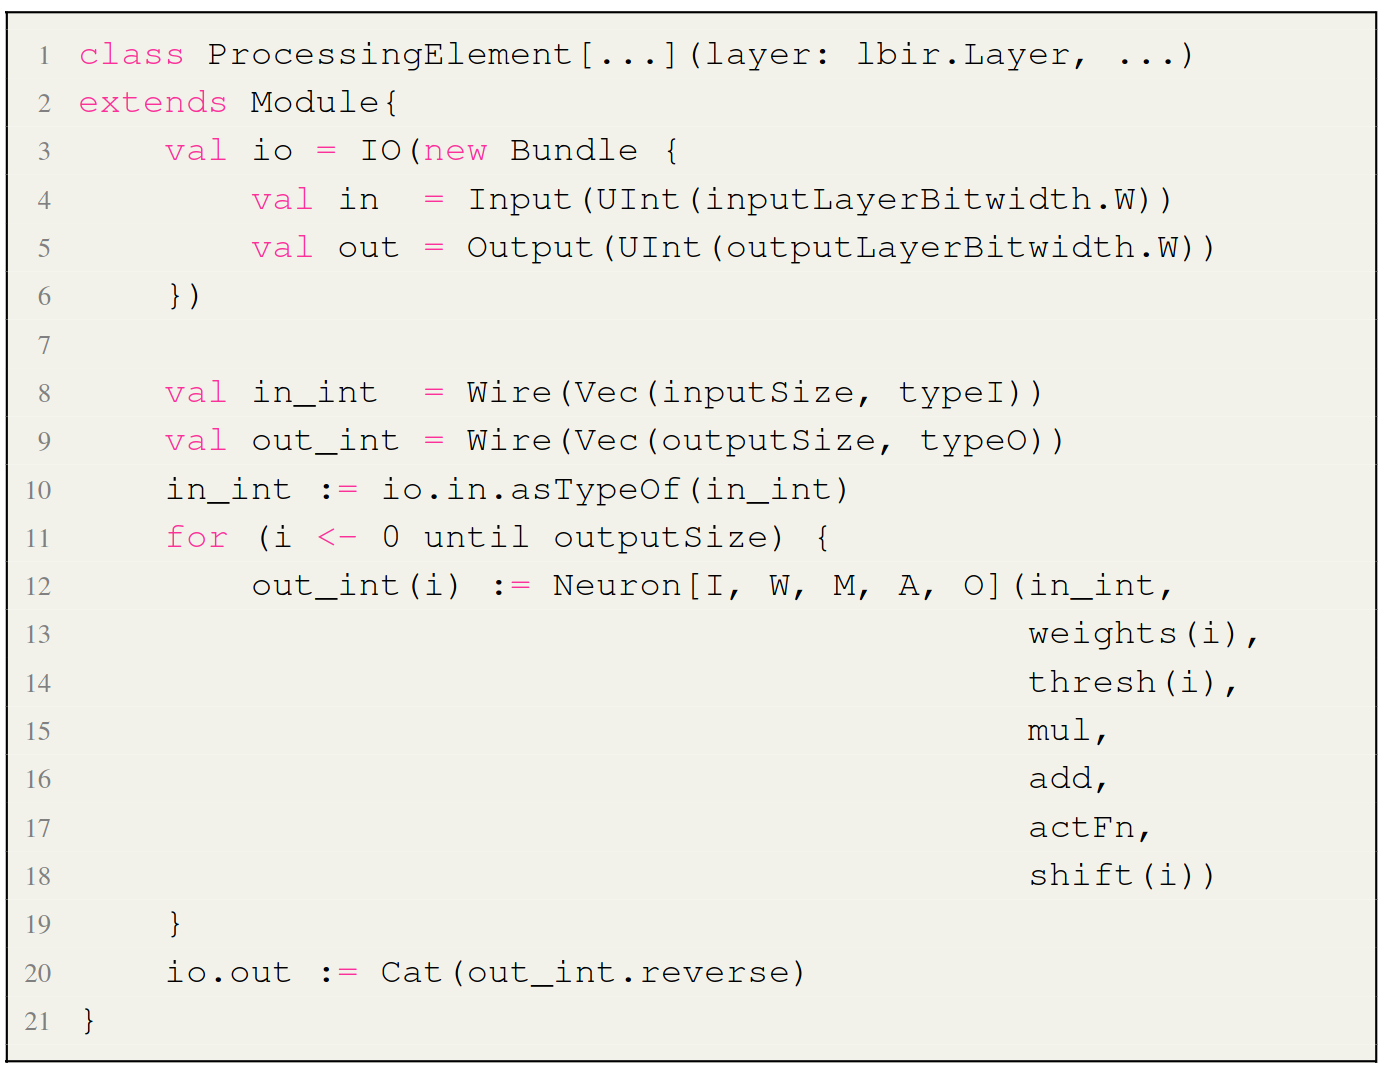 1 class ProcessingElement[...](layer: lbir.Layer, ...)
2 extends Module{
3     val io = IO(new Bundle {
4         val in  = Input(UInt(inputLayerBitwidth.W))
5         val out = Output(UInt(outputLayerBitwidth.W))
6     })
7
8     val in_int  = Wire(Vec(inputSize, typeI))
9     val out_int = Wire(Vec(outputSize, typeO))
10     in_int := io.in.asTypeOf(in_int)
11     for (i <- 0 until outputSize) {
12         out_int(i) := Neuron[I, W, M, A, O](in_int,
13                                             weights(i),
14                                             thresh(i),
15                                             mul,
16                                             add,
17                                             actFn,
18                                             shift(i))
19     }
20     io.out := Cat(out_int.reverse)
21 }